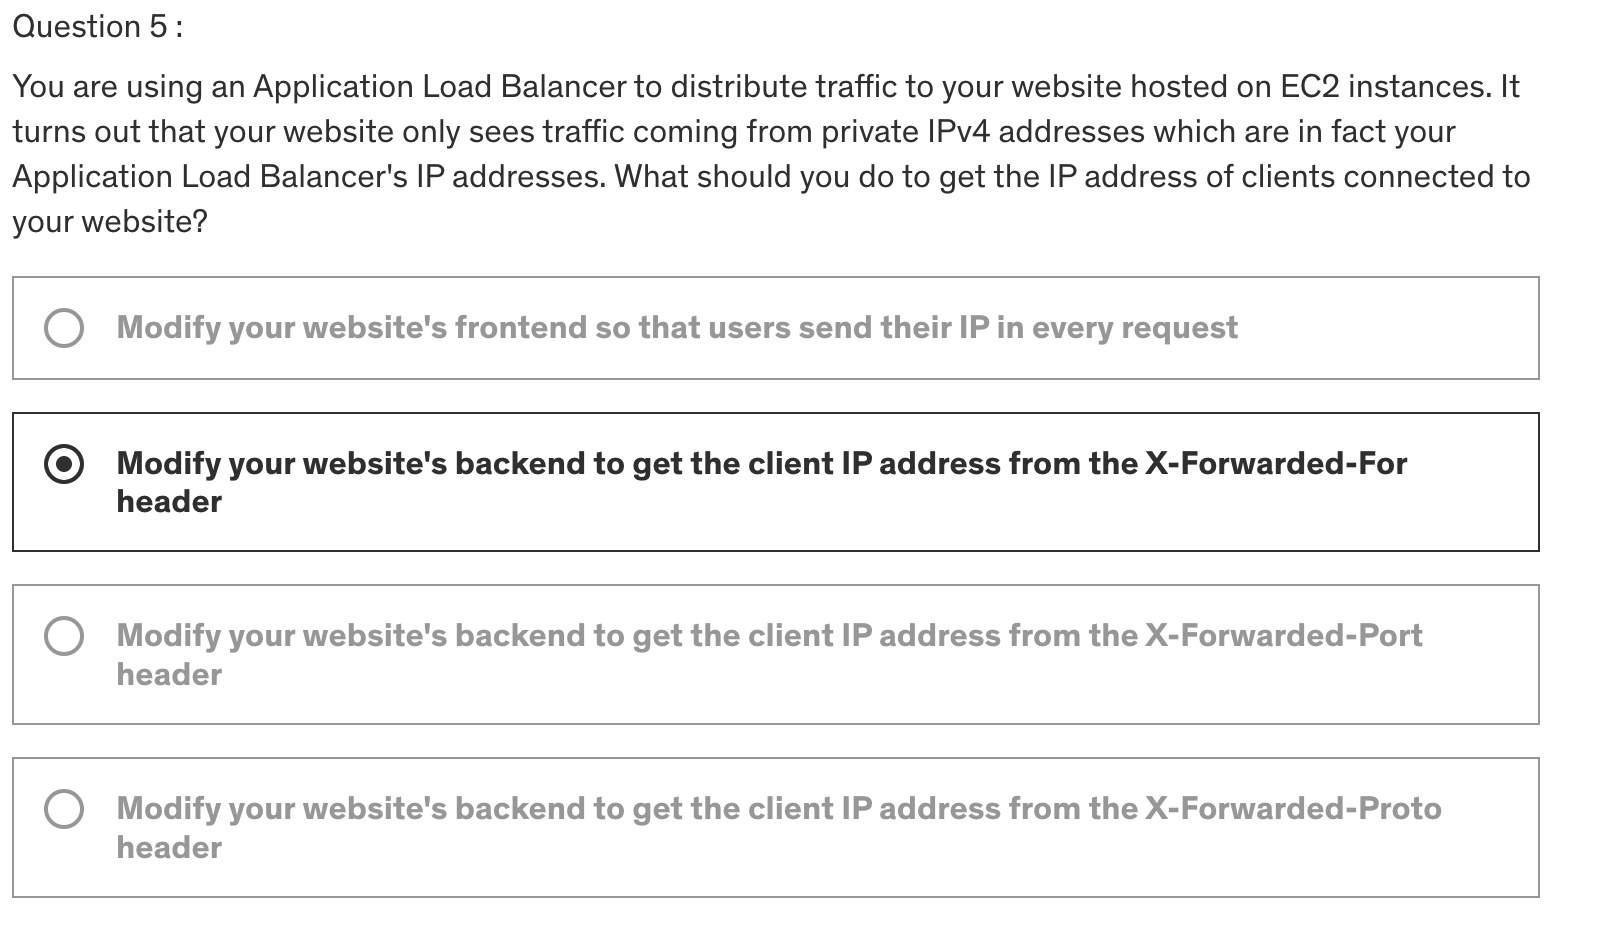 Question 5 :
You are using an Application Load Balancer to distribute traffic to your website hosted on EC2 instances. It
turns out that your website only sees traffic coming from private IPv4 addresses which are in fact your
Application Load Balancer's IP addresses. What should you do to get the IP address of clients connected to
your website?
Modify your website's frontend so that users send their IP in every request
Modify your website's backend to get the client IP address from the X-Forwarded-For
header
Modify your website's backend to get the client IP address from the X-Forwarded-Port
header
Modify your website's backend to get the client IP address from the X-Forwarded-Proto
header